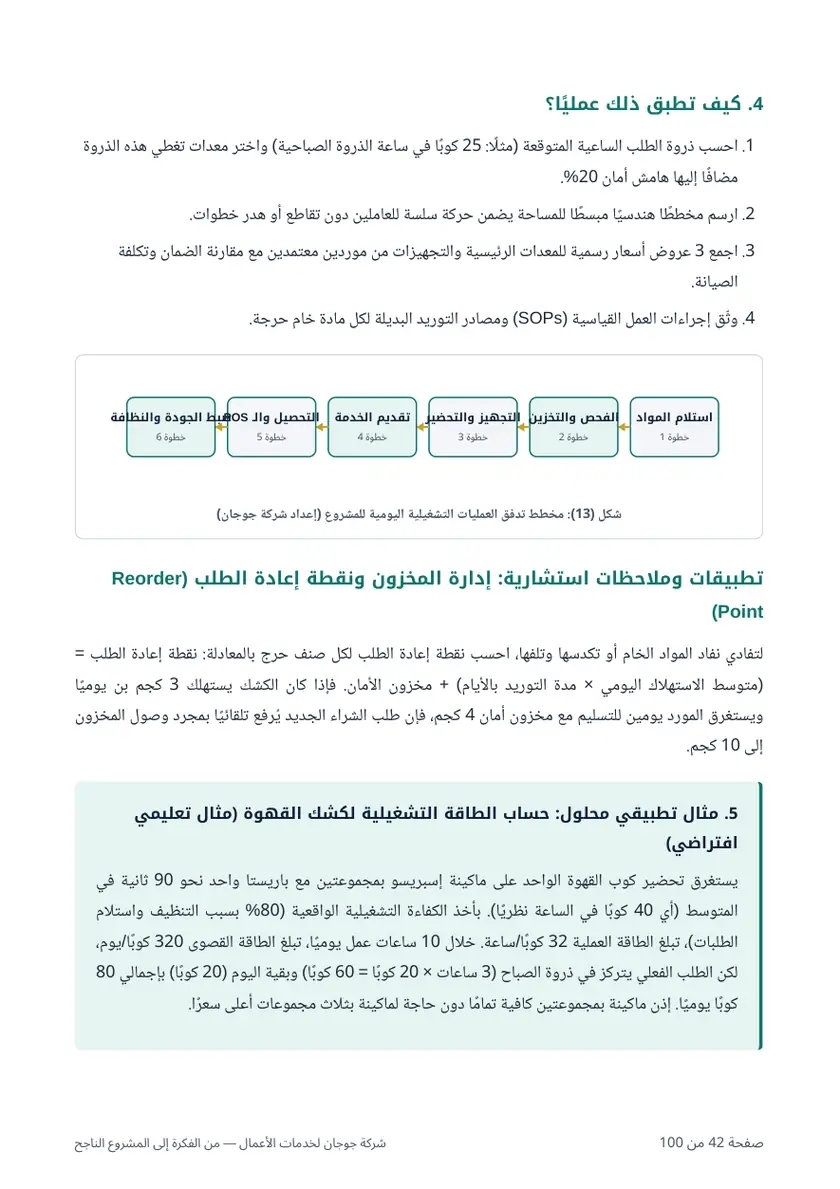 4. كيف تطبق ذلك عمليًا؟
1. احسب ذروة الطلب الساعية المتوقعة (مثلًا: 25 كوبًا في ساعة الذروة الصباحية) واختر معدات تغطي هذه الذروة
مضافًا إليها هامش أمان 20%.
2. ارسم مخططًا هندسيًا مبسطًا للمساحة يضمن حركة سلسة للعاملين دون تقاطع أو هدر خطوات.
3. اجمع 3 عروض أسعار رسمية للمعدات الرئيسية والتجهيزات من موردين معتمدين مع مقارنة الضمان وتكلفة
الصيانة.
4. وثّق إجراءات العمل القياسية (SOPs) ومصادر التوريد البديلة لكل مادة خام حرجة.
استلام المواد
خطوة 1
الفحص والتخزين
خطوة 2
التجهيز والتحضير
خطوة 3
تقديم الخدمة
خطوة 4
التحصيل والـ POS
خطوة 5
ضبط الجودة والنظافة
خطوة 6
شكل (13): مخطط تدفق العمليات التشغيلية اليومية للمشروع (إعداد شركة جوجان)
تطبيقات وملاحظات استشارية: إدارة المخزون ونقطة إعادة الطلب (Reorder
Point)
لتفادي نفاد المواد الخام أو تكدسها وتلفها، احسب نقطة إعادة الطلب لكل صنف حرج بالمعادلة: نقطة إعادة الطلب =
(متوسط الاستهلاك اليومي × مدة التوريد بالأيام) + مخزون الأمان. فإذا كان الكشك يستهلك 3 كجم بن يوميًا
ويستغرق المورد يومين للتسليم مع مخزون أمان 4 كجم، فإن طلب الشراء الجديد يُرفع تلقائيًا بمجرد وصول المخزون
إلى 10 كجم.
5. مثال تطبيقي محلول: حساب الطاقة التشغيلية لكشك القهوة (مثال تعليمي
افتراضي)
يستغرق تحضير كوب القهوة الواحد على ماكينة إسبريسو بمجموعتين مع باريستا واحد نحو 90 ثانية في
المتوسط (أي 40 كوبًا في الساعة نظريًا). بأخذ الكفاءة التشغيلية الواقعية (80% بسبب التنظيف واستلام
الطلبات)، تبلغ الطاقة العملية 32 كوبًا/ساعة. خلال 10 ساعات عمل يوميًا، تبلغ الطاقة القصوى 320 كوبًا/يوم،
لكن الطلب الفعلي يتركز في ذروة الصباح (3 ساعات × 20 كوبًا = 60 كوبًا) وبقية اليوم (20 كوبًا) بإجمالي 80
كوبًا يوميًا. إذن ماكينة بمجموعتين كافية تمامًا دون حاجة لماكينة بثلاث مجموعات أعلى سعرًا.
صفحة 42 من 100
شركة جوجان لخدمات الأعمال — من الفكرة إلى المشروع الناجح